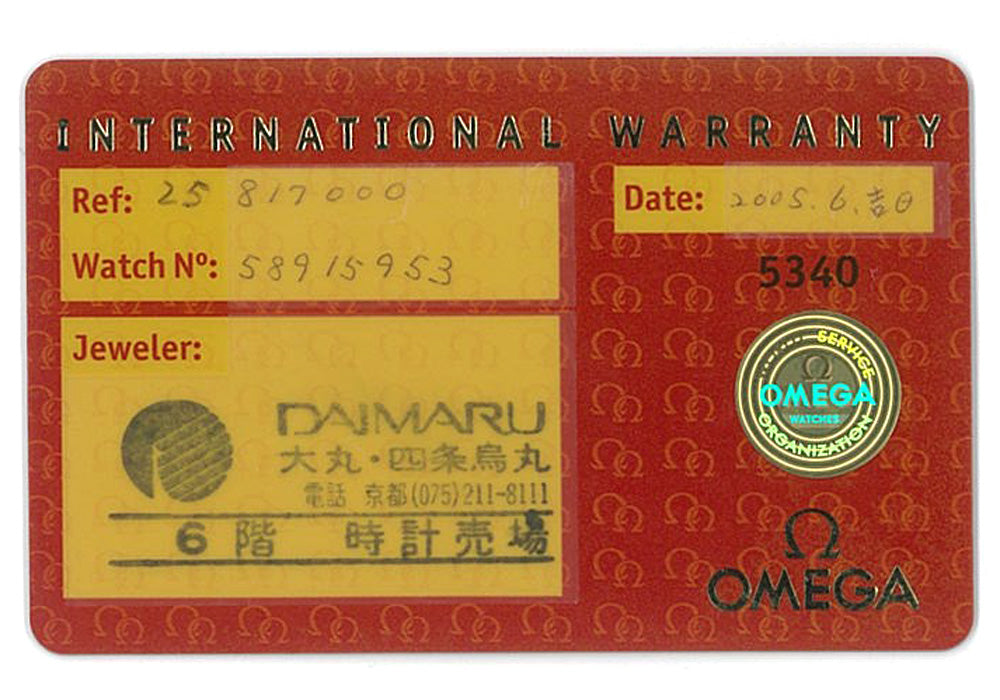 INTERNATIONAL WARRANTY
Ref: 25 817000
Watch Nº: 58915953
Date: 2005.6.吉日
5340
SERVICE
OMEGA
WATCHES
ORGANIZATION
Jeweler:
DAIMARU
大丸・四条烏丸
電話 京都(075)211-8111
6階 時計売場
Ω
OMEGA